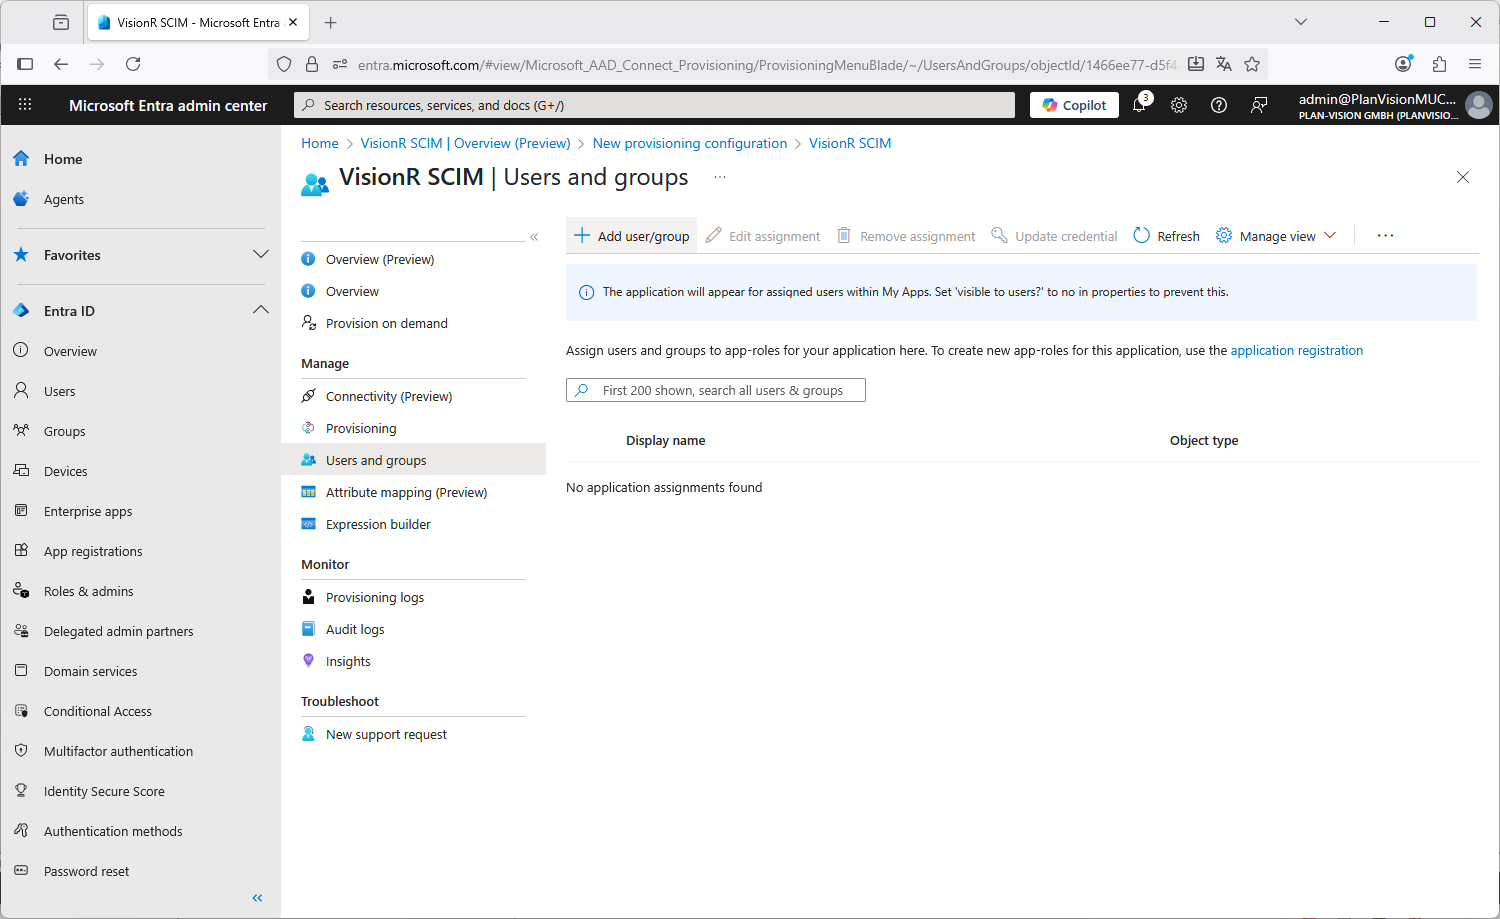 VisionR SCIM - Microsoft Entra
entra.microsoft.com/#view/Microsoft_AAD_Connect_Provisioning/ProvisioningMenuBlade/~/UsersAndGroups/objectId/1466ee77-d5f4
Microsoft Entra admin center
Search resources, services, and docs (G+/)
Copilot
3
admin@PlanVisionMUC...
PLAN-VISION GMBH (PLANVISIO...
Home
Agents
Favorites
Entra ID
Overview
Users
Groups
Devices
Enterprise apps
App registrations
Roles & admins
Delegated admin partners
Domain services
Conditional Access
Multifactor authentication
Identity Secure Score
Authentication methods
Password reset
Home > VisionR SCIM | Overview (Preview) > New provisioning configuration > VisionR SCIM
VisionR SCIM | Users and groups ...
Overview (Preview)
Overview
Provision on demand
Manage
Connectivity (Preview)
Provisioning
Users and groups
Attribute mapping (Preview)
Expression builder
Monitor
Provisioning logs
Audit logs
Insights
Troubleshoot
New support request
Add user/group Edit assignment Remove assignment Update credential Refresh Manage view ...
The application will appear for assigned users within My Apps. Set 'visible to users?' to no in properties to prevent this.
Assign users and groups to app-roles for your application here. To create new app-roles for this application, use the application registration
First 200 shown, search all users & groups
Display name Object type
No application assignments found